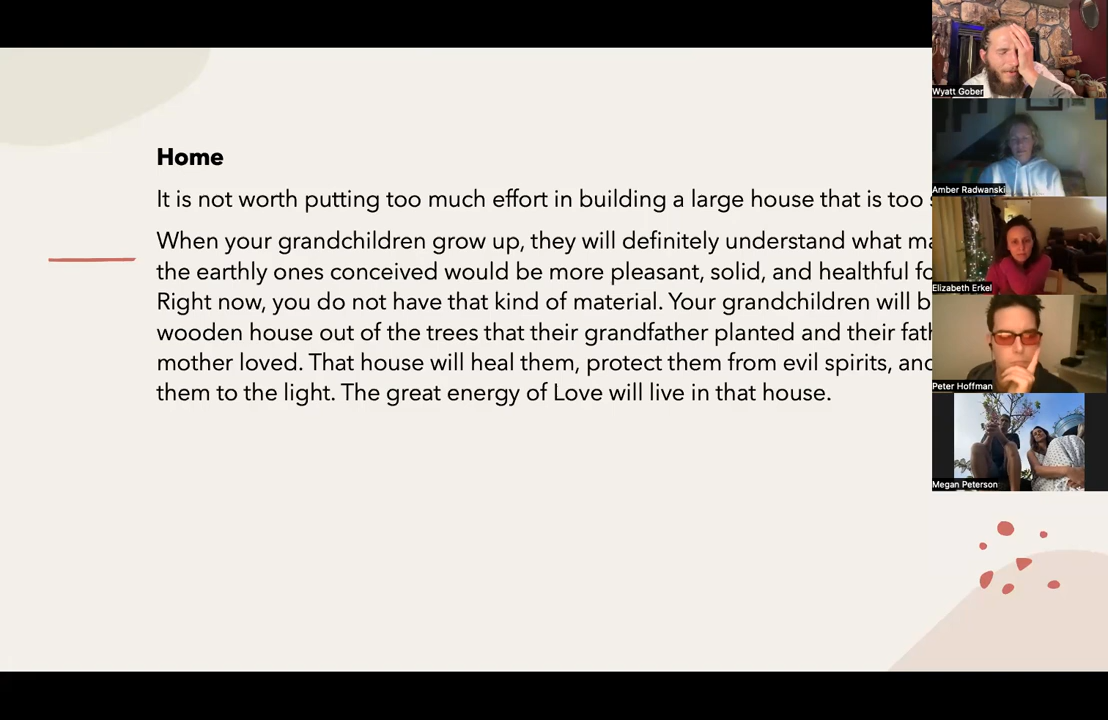 Home
It is not worth putting too much effort in building a large house that is too
When your grandchildren grow up, they will definitely understand what
the earthly ones conceived would be more pleasant, solid, and healthful
Right now, you do not have that kind of material. Your grandchildren will
wooden house out of the trees that their grandfather planted and their
mother loved. That house will heal them, protect them from evil spirits,
them to the light. The great energy of Love will live in that house.
Wyatt Gober
Amber Radwanski
Elizabeth Erkel
Peter Hoffman
Megan Peterson